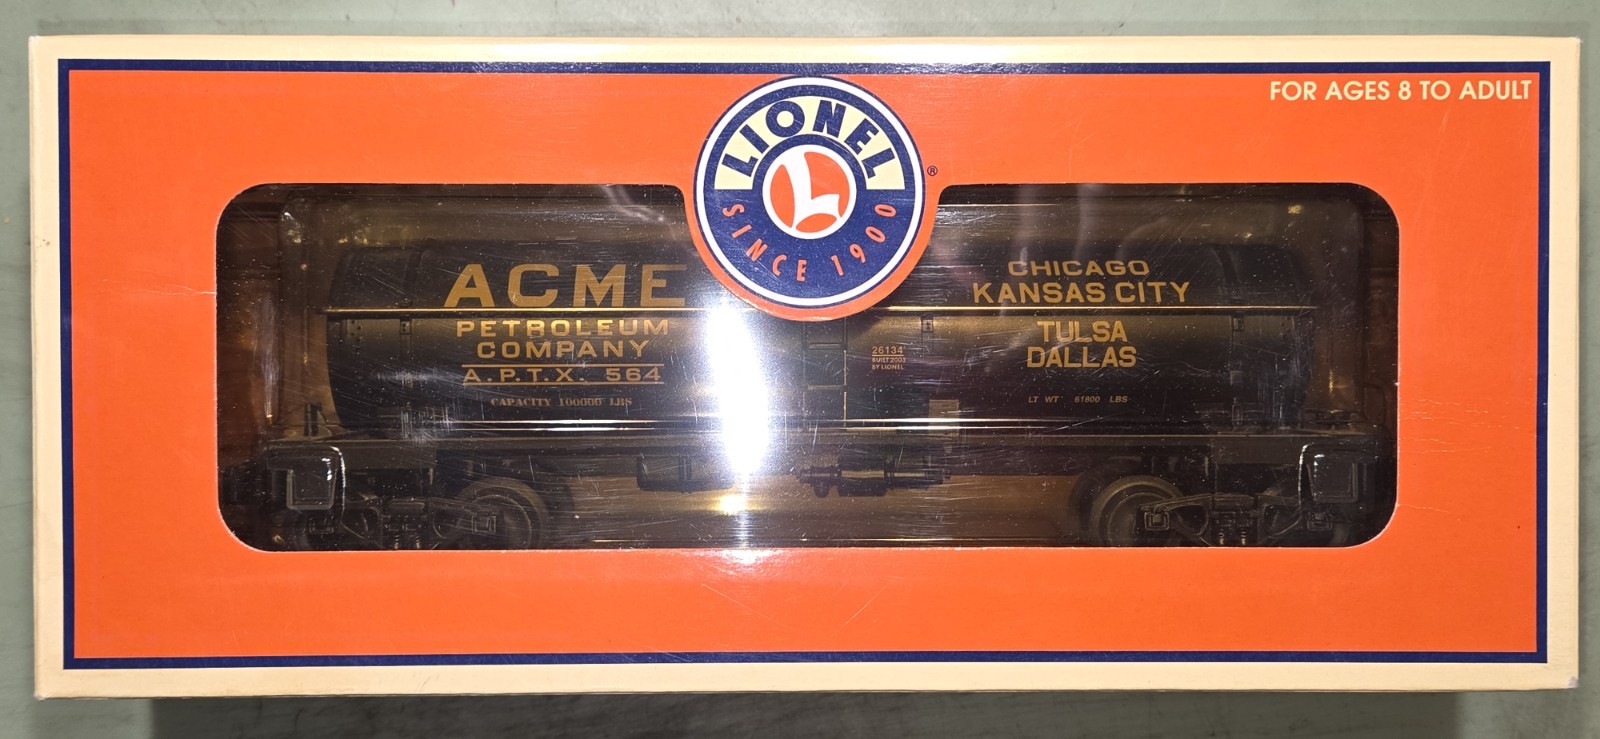 FOR AGES 8 TO ADULT
LIONEL
L
®
SINCE 1900
ACME
PETROLEUM
COMPANY
A.P.T.X. 564
CAPACITY 100000 LBS
26134
BUILT 2003
BY LIONEL
CHICAGO
KANSAS CITY
TULSA
DALLAS
LT WT 61800 LBS